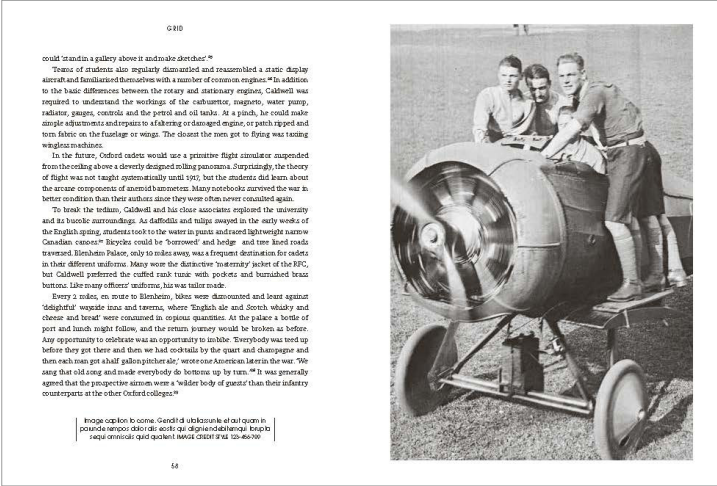 GRID
could 'stand in a gallery above it and make sketches'.
Teams of students also regularly dismantled and reassembled a static display
aircraft and familiarized themselves with a number of common engines. In addition
to the basic differences between the rotary and stationary engines, Caldwell was
required to understand the workings of the carburettor, magneto, water pump,
radiator, gauges, controls and the petrol and oil tanks. At a pinch, he could make
simple adjustments and repairs to a faltering or damaged engine, or patch ripped and
torn fabric on the fuselage or wings. The closest the men got to flying was taxiing
wingless machines.
In the future, Oxford cadets would use a primitive flight simulator suspended
from the ceiling above a cleverly designed rolling panorama. Surprisingly, the theory
of flight was not taught systematically until 1917, but the students did learn about
the arcane components of aneroid barometers. Many notebooks survived the war in
better condition than their authors since they were often never consulted again.
To break the tedium, Caldwell and his close associates explored the university
and its bucolic surroundings. As daffodils and tulips swayed in the early weeks of
the English spring, students took to the water in punts and raced lightweight narrow
Canadian canoes. Bicycles could be 'borrowed' and hedge and tree lined roads
traversed. Blenheim Palace, only 10 miles away, was a frequent destination for cadets
in their different uniforms. Many wore the distinctive 'maternity' jacket of the RFC,
but Caldwell preferred the cuffed rank tunic with pockets and burnished brass
buttons. Like many officers' uniforms, his was tailor made.
Every 2 miles, en route to Blenheim, bikes were dismounted and leant against
'delightful' wayside inns and taverns, where 'English ale and Scotch whisky and
cheese and bread' were consumed in copious quantities. At the palace a bottle of
port and lunch might follow, and the return journey would be broken as before.
Any opportunity to celebrate was an opportunity to imbibe. 'Everybody was teed up
before they got there and then we had cocktails by the quart and champagne and
then each man got a half gallon pitcher ale,' wrote one American later in the war. 'We
sang that old song and made everybody do bottoms up by turn.' It was generally
agreed that the prospective airmen were a 'wilder body of guests' than their infantry
counterparts at the other Oxford colleges.
Image caption to come. Gendit di utaliassunte et aut quam in
parunde rempos dolor aliis eostis qui aligniendebitemqui torupta
sequi omnisciis quid quatent. IMAGE CREDIT STYLE 123-456-789
58